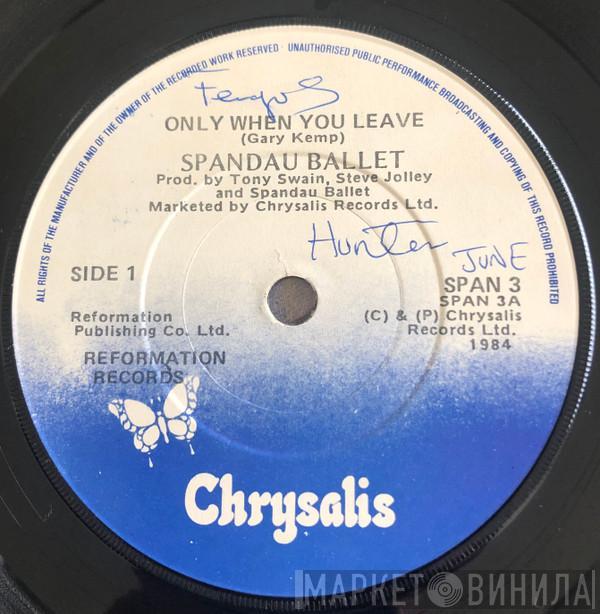 ALL RIGHTS OF THE MANUFACTURER AND OF THE OWNER OF THE RECORDED WORK RESERVED · UNAUTHORISED PUBLIC PERFORMANCE BROADCASTING AND COPYING OF THIS RECORD PROHIBITED
ONLY WHEN YOU LEAVE
(Gary Kemp)
SPANDAU BALLET
Prod. by Tony Swain, Steve Jolley
and Spandau Ballet
Marketed by Chrysalis Records Ltd.
Hunter JUNE
SIDE 1
SPAN 3
SPAN 3A
Reformation
Publishing Co. Ltd.
(C) & (P) Chrysalis
Records Ltd.
1984
REFORMATION
RECORDS
Chrysalis
МАРКЕТ ВИНИЛА